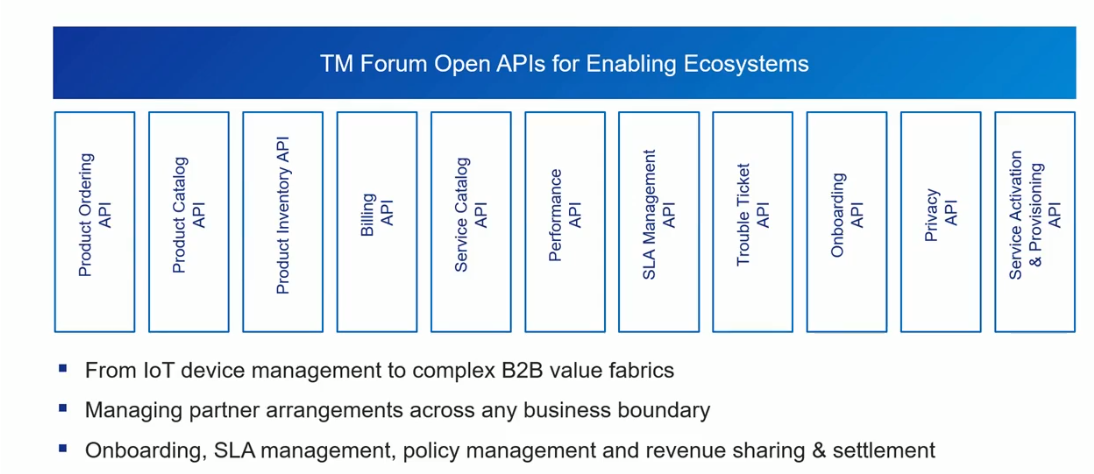 TM Forum Open APIs for Enabling Ecosystems
Product Ordering
API
Product Catalog
API
Product Inventory API
Billing
API
Service Catalog
API
Performance
API
SLA Management
API
Trouble Ticket
API
Onboarding
API
Privacy
API
Service Activation
& Provisioning
API
▪ From IoT device management to complex B2B value fabrics
▪ Managing partner arrangements across any business boundary
▪ Onboarding, SLA management, policy management and revenue sharing & settlement